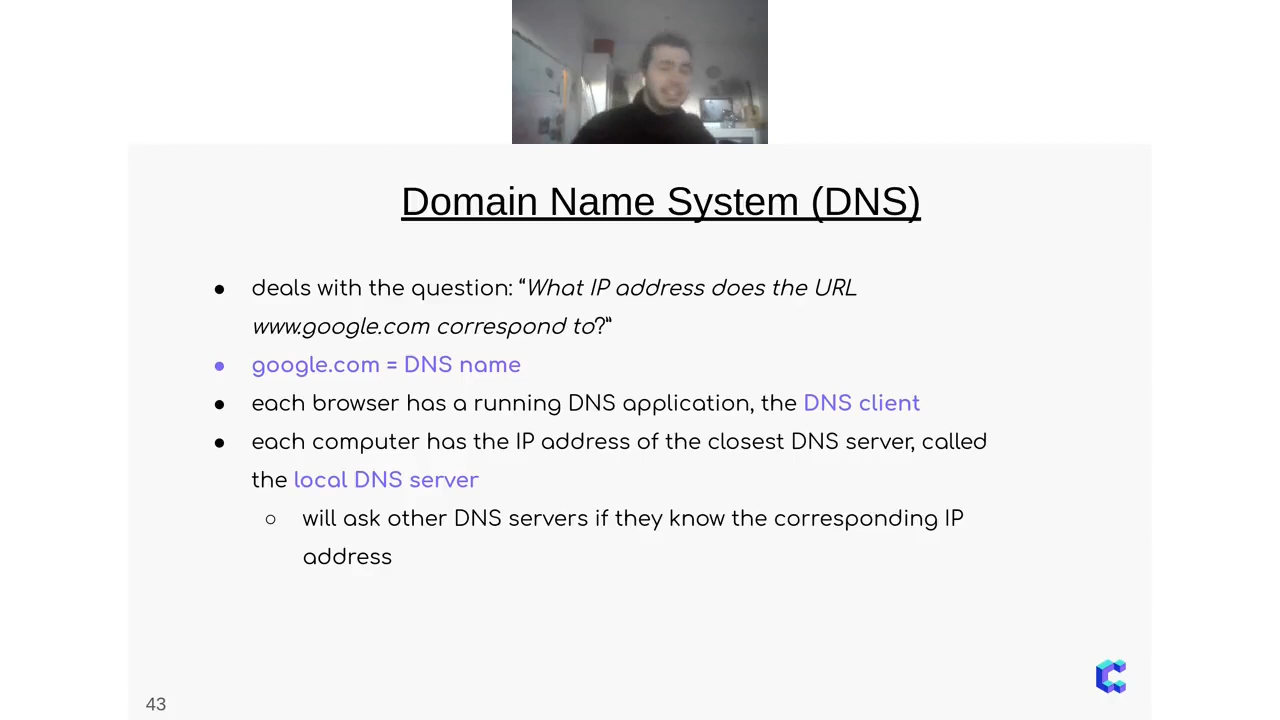 Domain Name System (DNS)
● deals with the question: “What IP address does the URL
www.google.com correspond to?”
● google.com = DNS name
● each browser has a running DNS application, the DNS client
● each computer has the IP address of the closest DNS server, called
the local DNS server
○ will ask other DNS servers if they know the corresponding IP
address
43